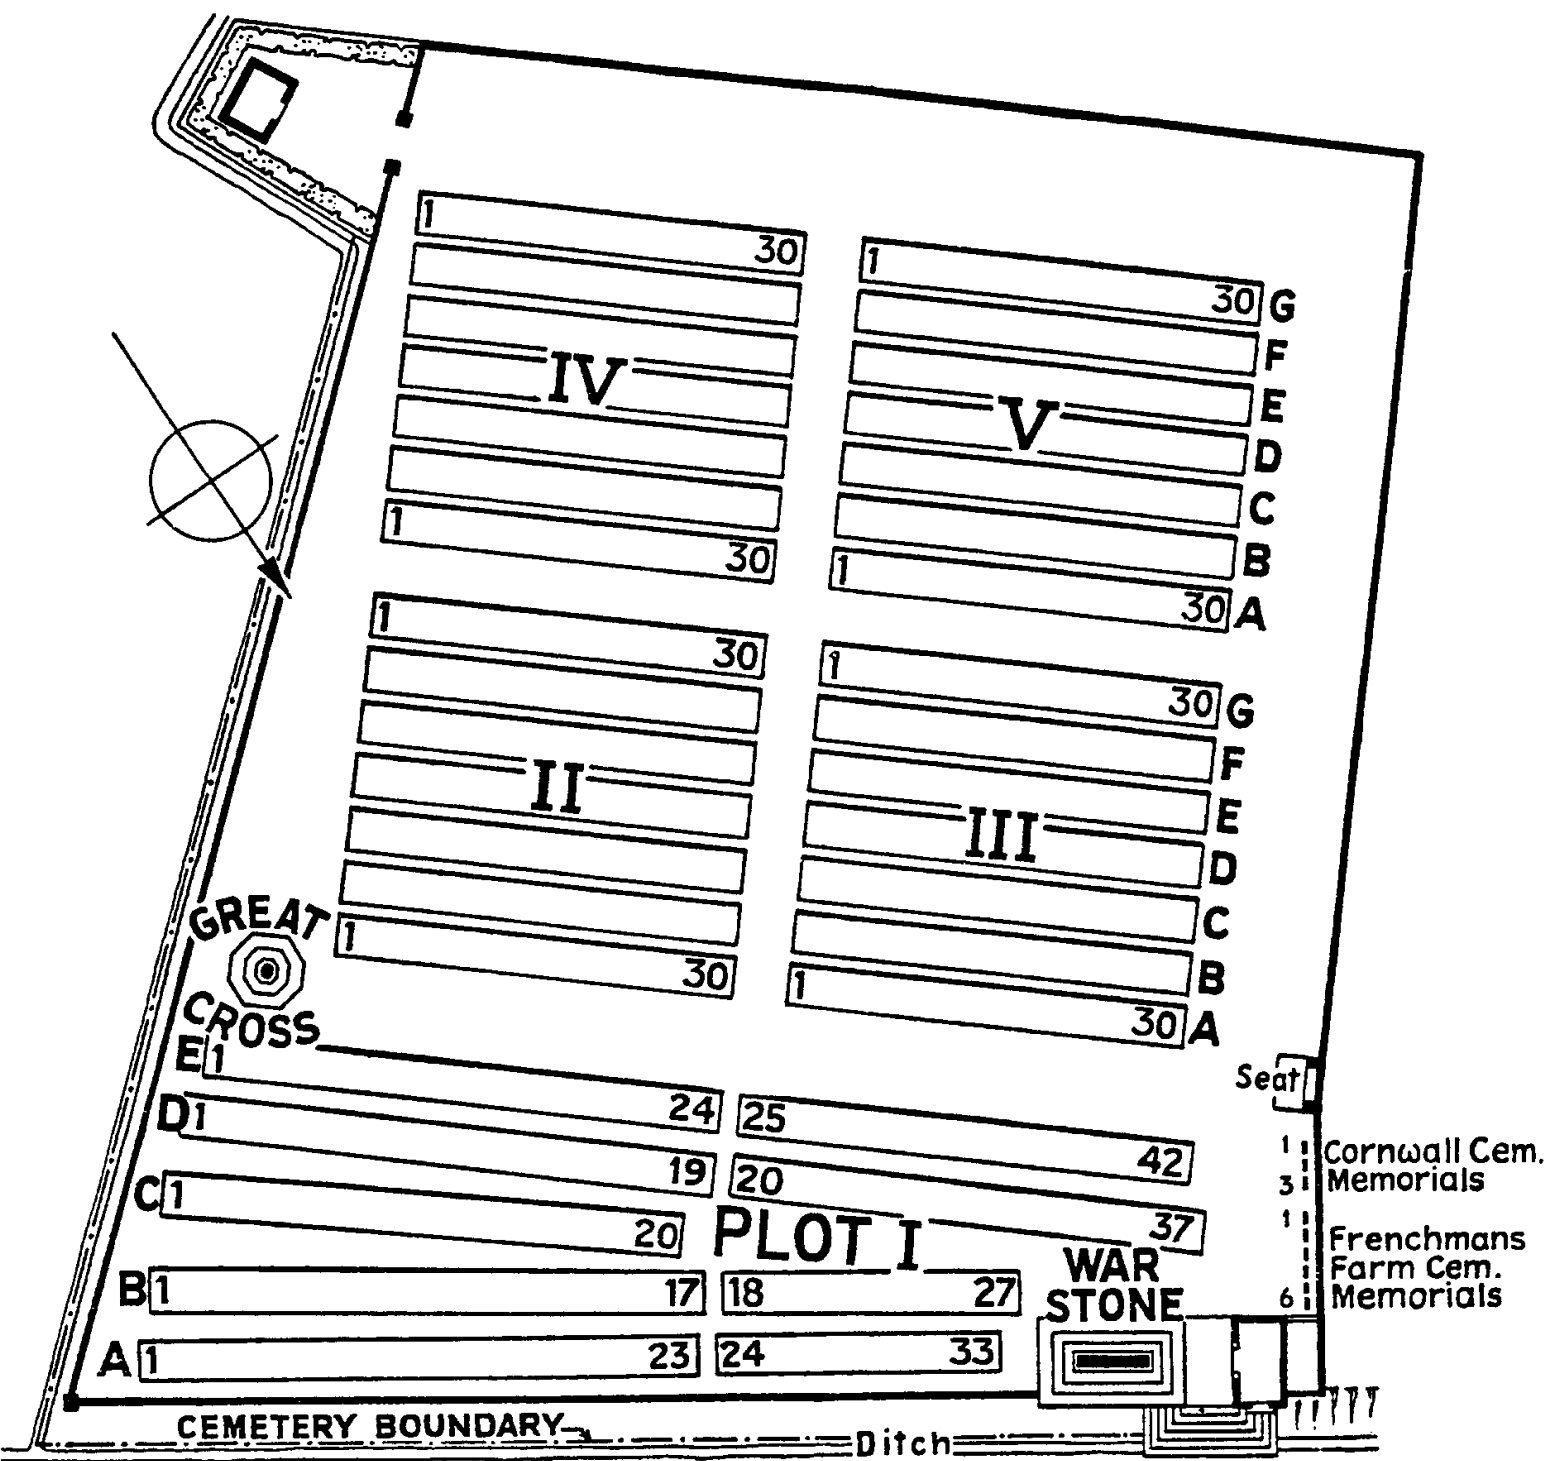 1
30
1
30 G
F
E
IV
V
D
C
B
1
30
1
30 A
1
30
1
30 G
F
E
II
III
D
C
B
1
30
1
30 A
GREAT
CROSS
Seat
E 1
24 25
42
D 1
19 20
37
C 1
20
PLOT I
B 1
17 18
27
A 1
23 24
33
WAR
STONE
1
3
Cornwall Cem.
Memorials
1
6
Frenchmans
Farm Cem.
Memorials
CEMETERY BOUNDARY
Ditch